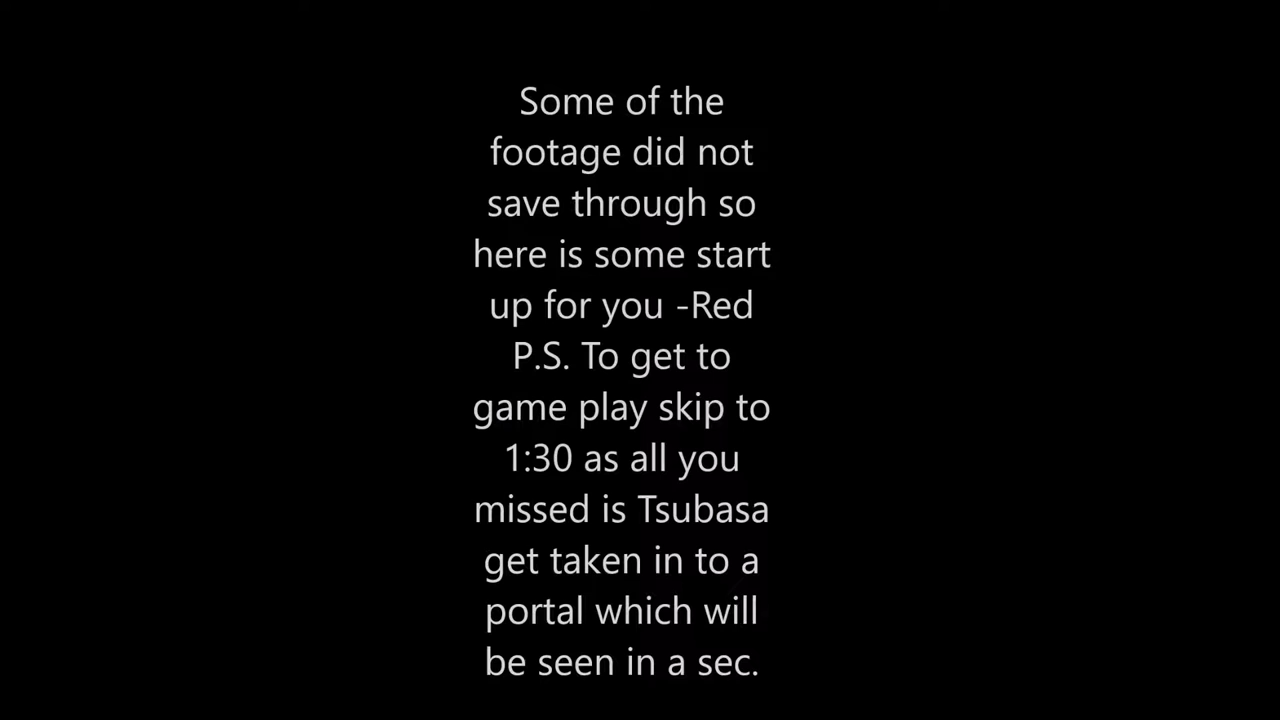 Some of the
footage did not
save through so
here is some start
up for you -Red
P.S. To get to
game play skip to
1:30 as all you
missed is Tsubasa
get taken in to a
portal which will
be seen in a sec.